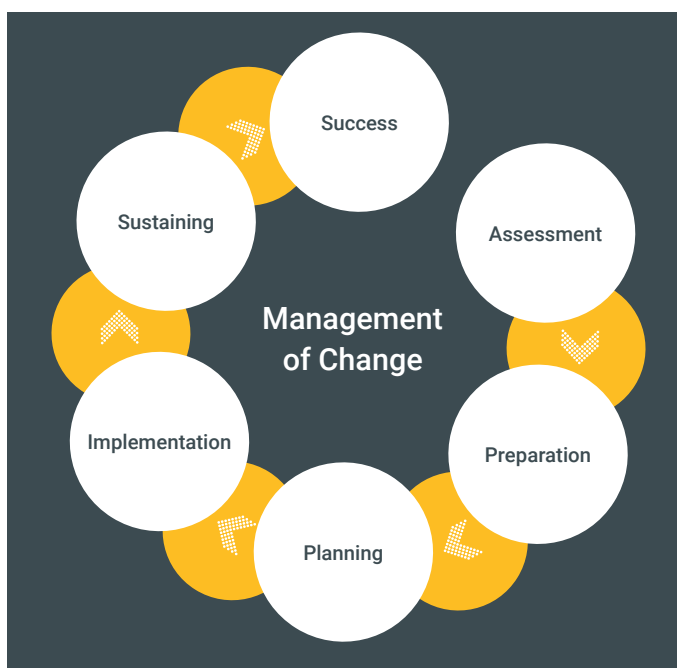 Success
Assessment
Sustaining
Management
of Change
Implementation
Preparation
Planning